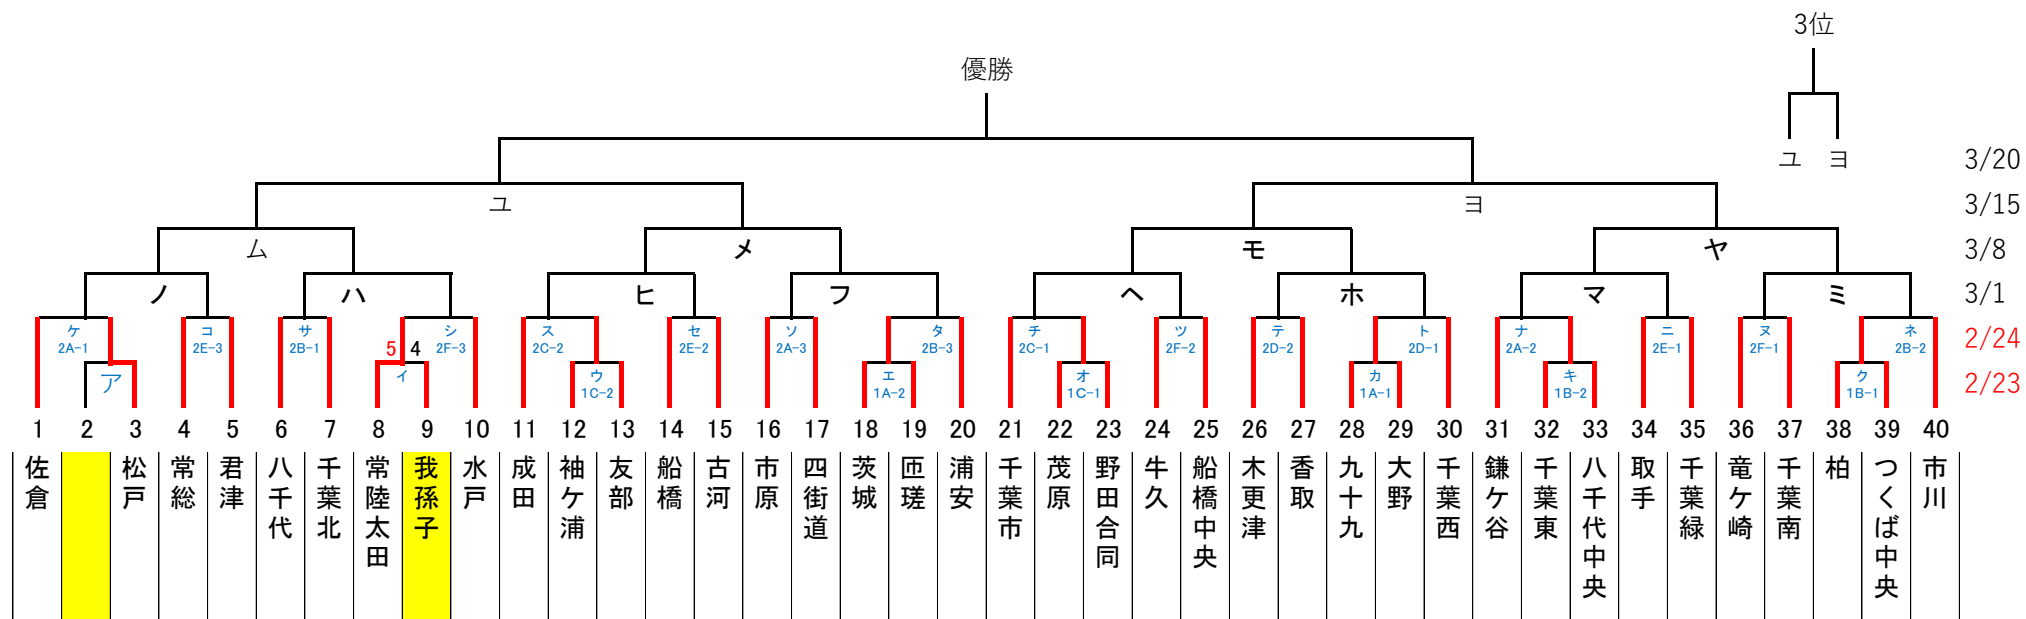 3位
優勝
ユ ヨ 3/20
ユ ヨ 3/15
ム メ モ ヤ 3/8
ノ ハ ヒ フ ヘ ホ マ ミ 3/1
ケ コ サ シ ス セ ソ タ チ ツ テ ト ナ ニ ヌ ネ
2A-1 2E-3 2B-1 5 4 2F-3 2C-2 2E-2 2A-3 2B-3 2C-1 2F-2 2D-2 2D-1 2A-2 2E-1 2F-1 2B-2 2/24
ア イ ウ エ オ カ キ ク 2/23
1C-2 1A-2 1C-1 1A-1 1B-2 1B-1
1 2 3 4 5 6 7 8 9 10 11 12 13 14 15 16 17 18 19 20 21 22 23 24 25 26 27 28 29 30 31 32 33 34 35 36 37 38 39 40
佐倉
松戸
常総
君津
八千代
千葉北
常陸太田
我孫子
水戸
成田
袖ケ浦
友部
船橋
古河
市原
四街道
茨城
匝瑳
浦安
千葉市
茂原
野田合同
牛久
船橋中央
木更津
香取
九十九
大野
千葉西
鎌ケ谷
千葉東
八千代中央
取手
千葉緑
竜ケ崎
千葉南
柏
つくば中央
市川